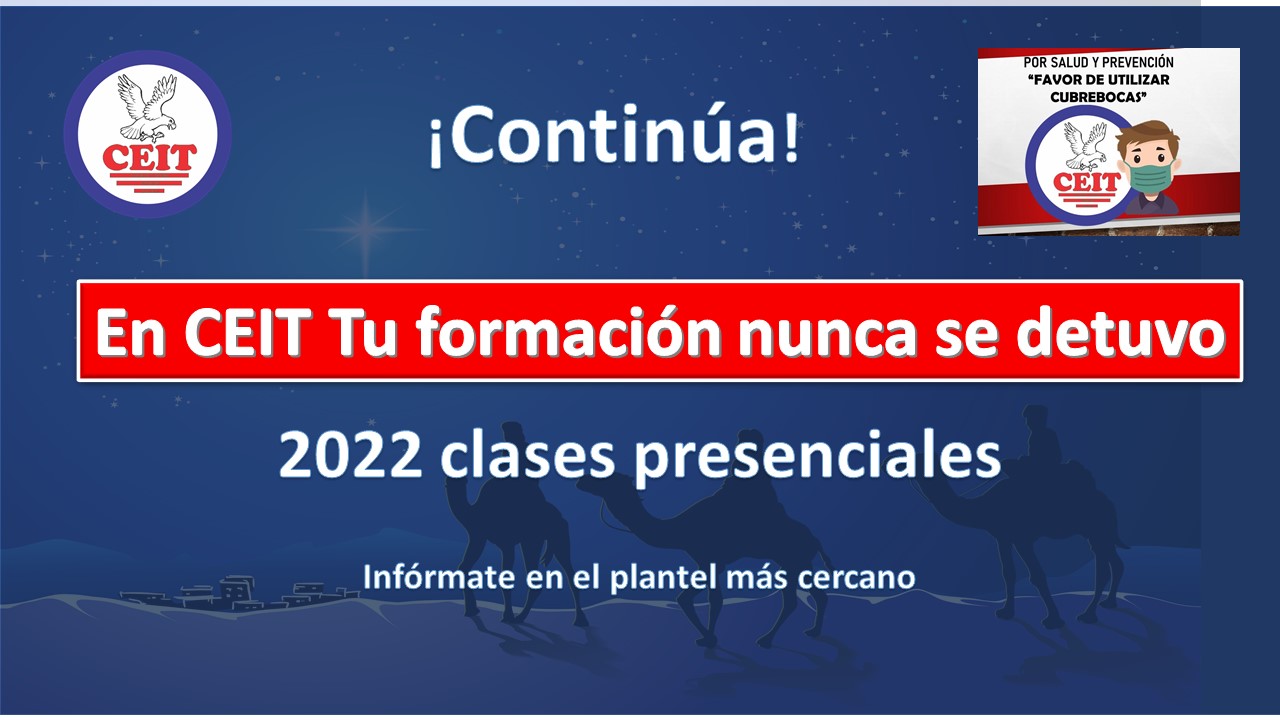 CEIT
¡Continúa!
POR SALUD Y PREVENCIÓN
“FAVOR DE UTILIZAR
CUBREBOCAS”
CEIT
En CEIT Tu formación nunca se detuvo
2022 clases presenciales
Infórmate en el plantel más cercano